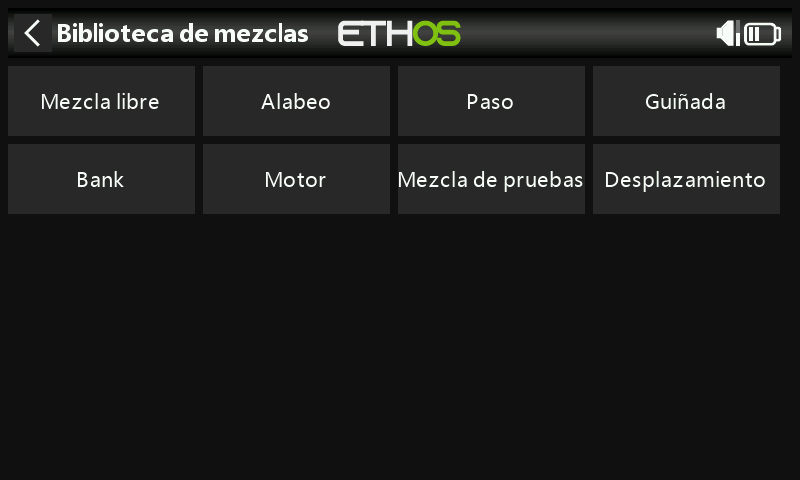 Biblioteca de mezclas
ETHOS
Mezcla libre
Alabeo
Paso
Guiñada
Bank
Motor
Mezcla de pruebas
Desplazamiento